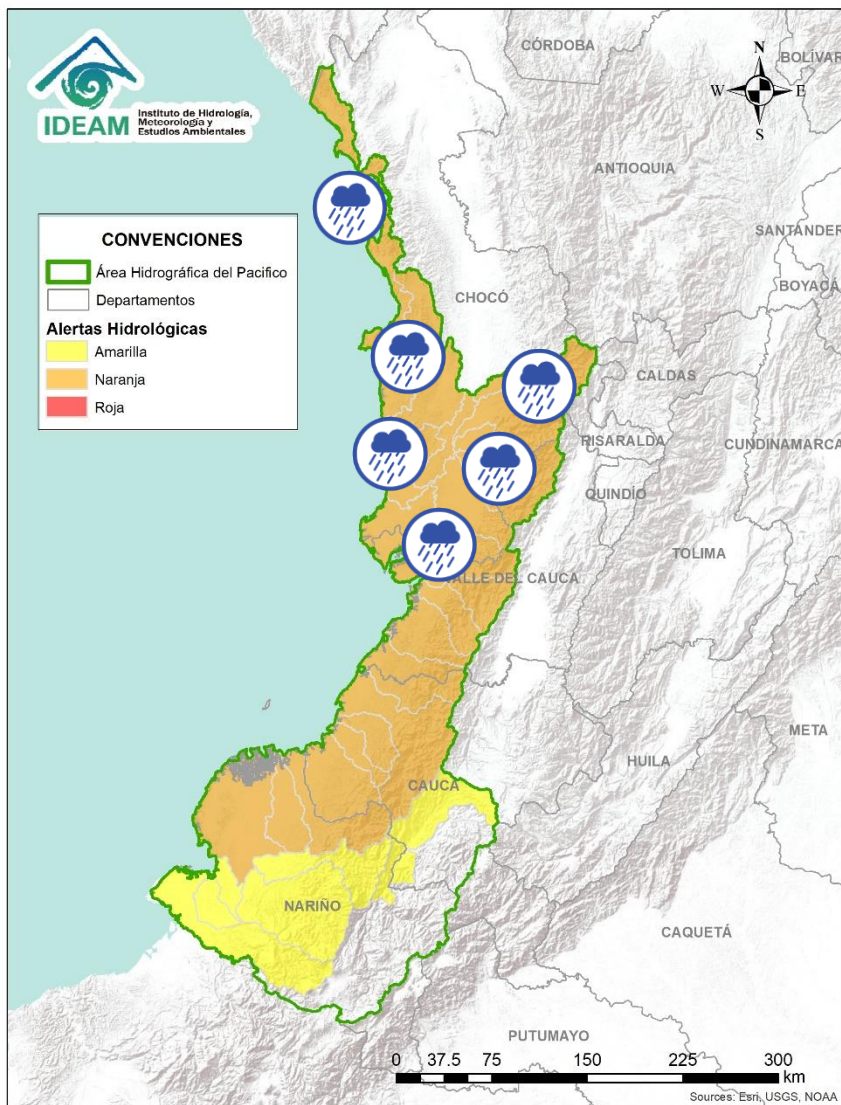 IDEAM
Instituto de Hidrología,
Meteorología y
Estudios Ambientales
N
W E
S
CÓRDOBA
BOLÍVAR
ANTIOQUIA
SANTANDER
BOYACÁ
CHOCÓ
CALDAS
RISARALDA
CUNDINAMARCA
QUINDÍO
TOLIMA
VALLE DEL CAUCA
META
HUILA
CAUCA
NARIÑO
CAQUETÁ
PUTUMAYO
CONVENCIONES
Área Hidrográfica del Pacifico
Departamentos
Alertas Hidrológicas
Amarilla
Naranja
Roja
0 37.5 75 150 225 300
km
Sources: Esri, USGS, NOAA